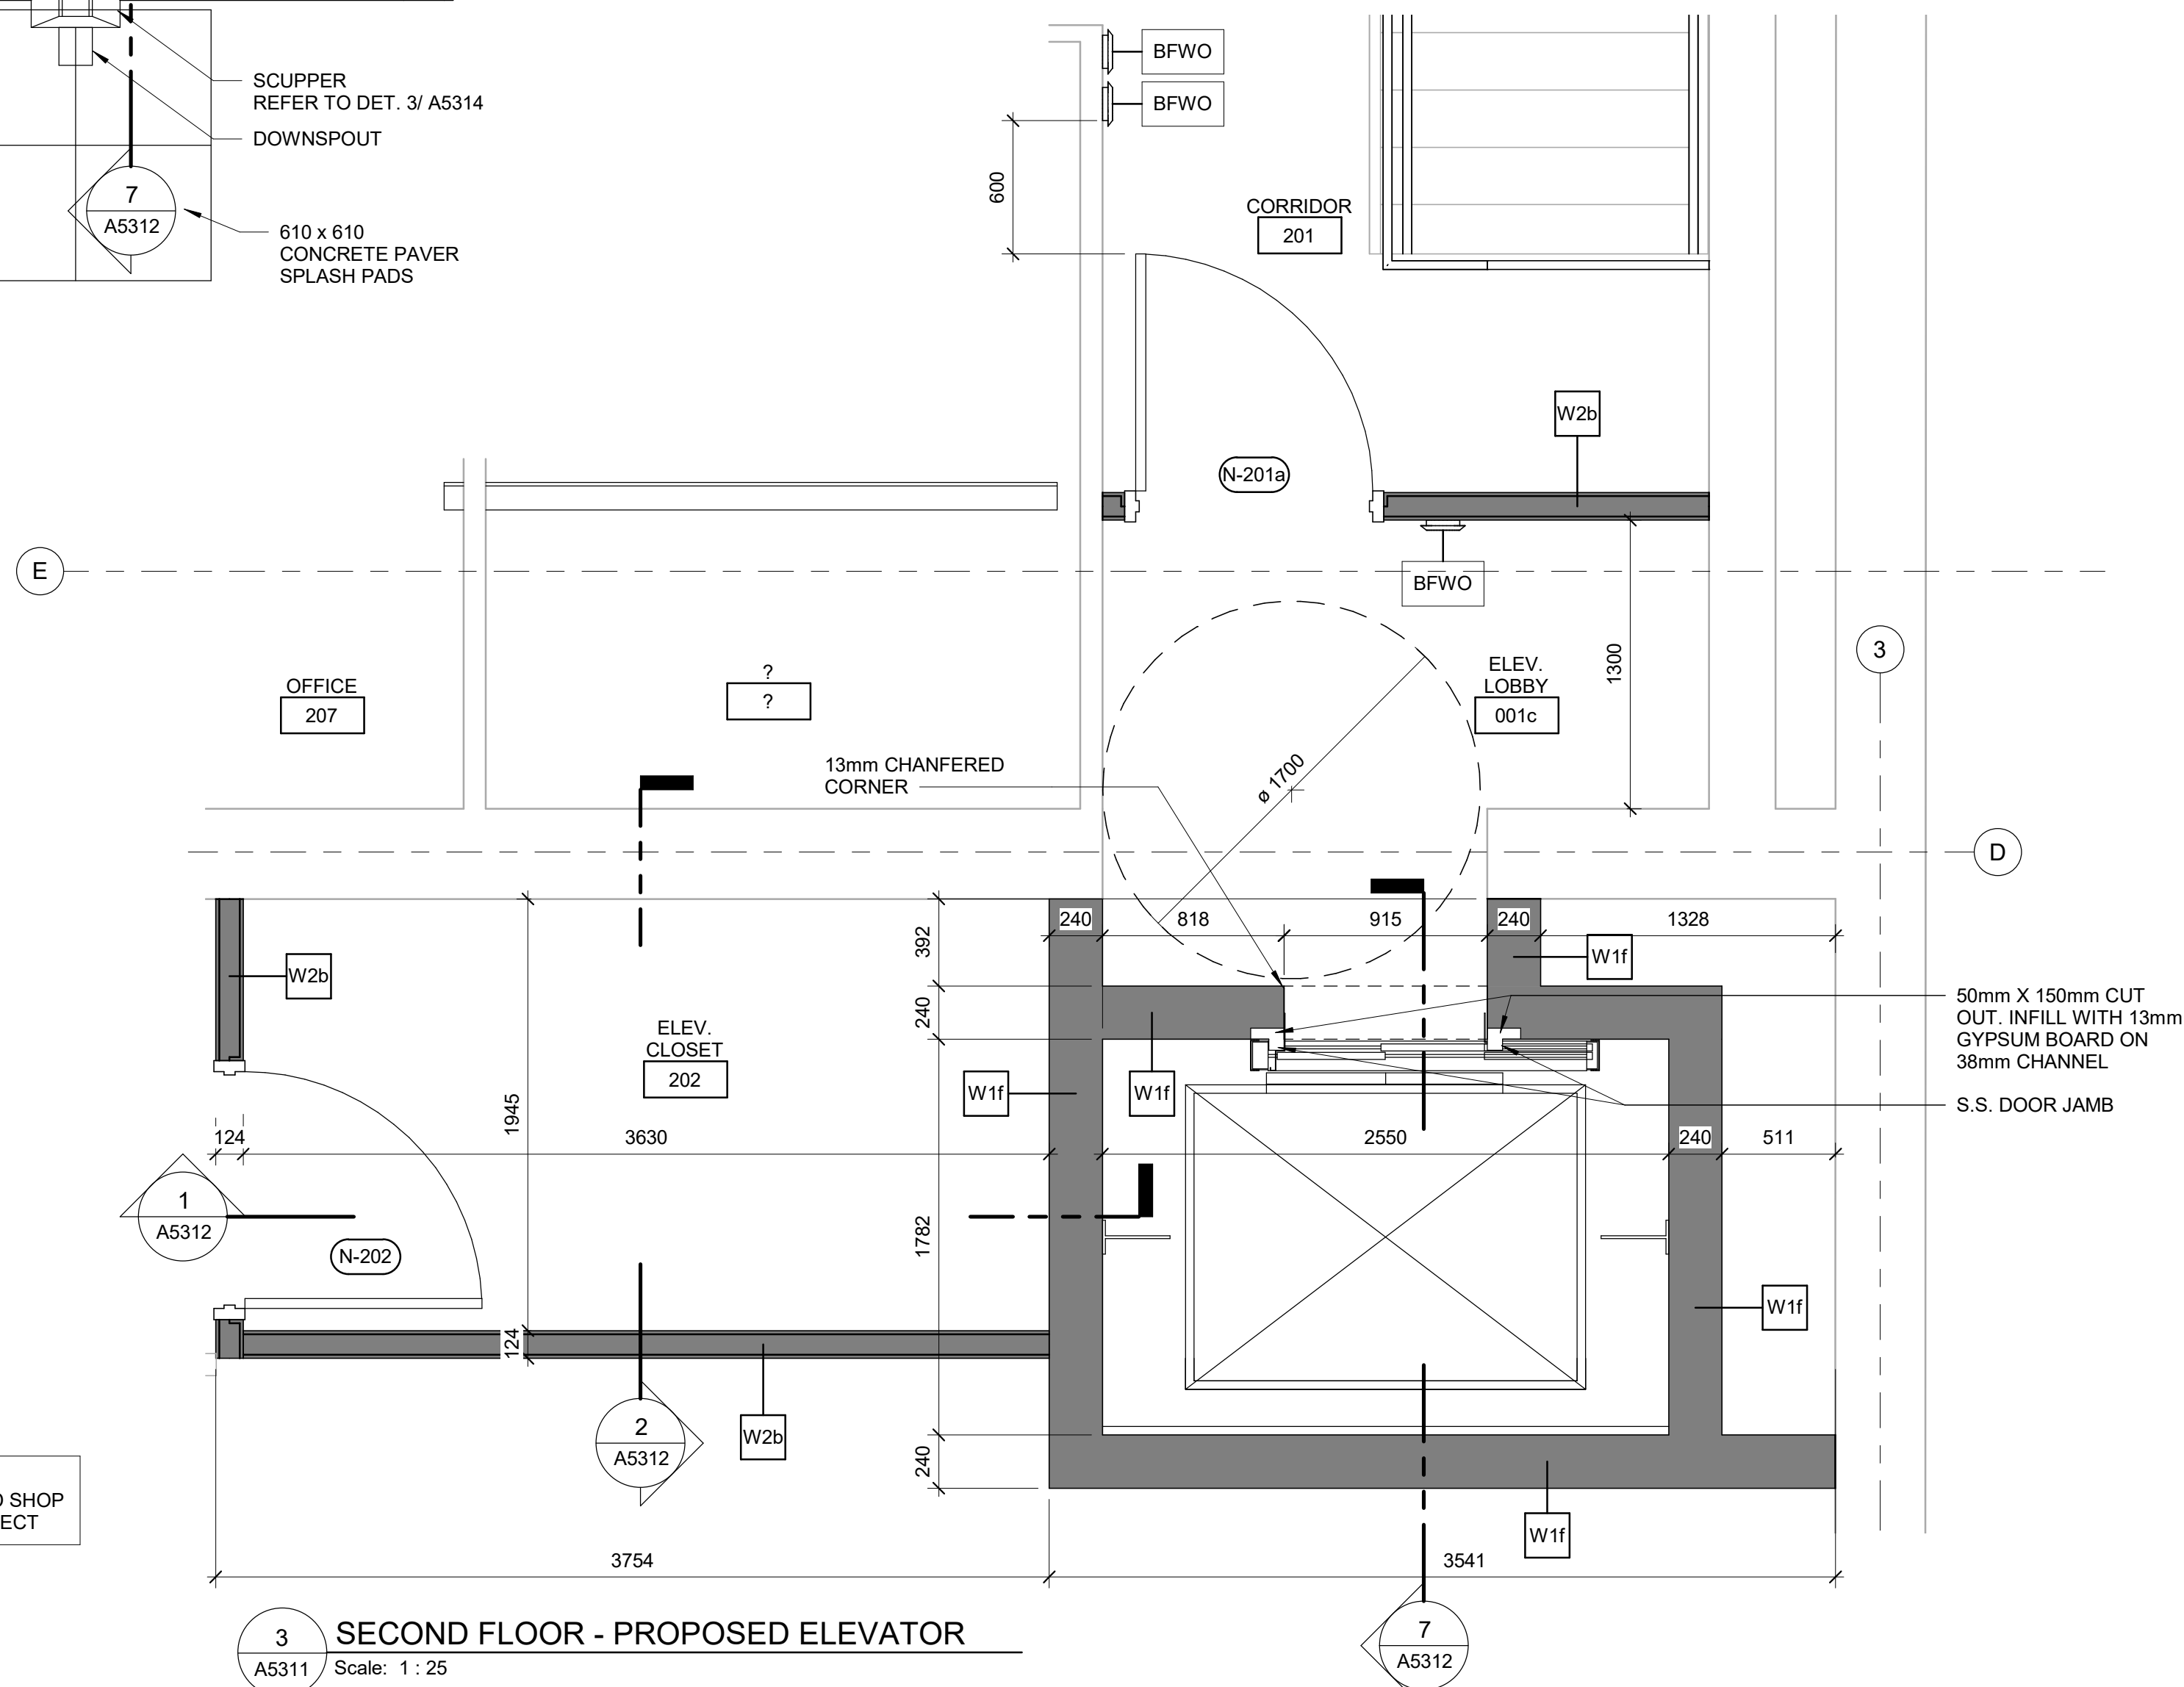 SCUPPER
REFER TO DET. 3/ A5314
DOWNSPOUT
7
A5312
610 x 610
CONCRETE PAVER
SPLASH PADS
BFWO
BFWO
600
CORRIDOR
201
W2b
N-201a
E
BFWO
3
OFFICE
207
?
?
ELEV.
LOBBY
001c
1300
13mm CHANFERED
CORNER
ø 1700
D
240
818
915
240
1328
392
W2b
W1f
240
50mm X 150mm CUT
OUT. INFILL WITH 13mm
GYPSUM BOARD ON
38mm CHANNEL
ELEV.
CLOSET
202
W1f
W1f
S.S. DOOR JAMB
1945
124
3630
2550
240
511
1
A5312
N-202
1782
W1f
124
2
A5312
W2b
240
SHOP
ECT
W1f
3754
3541
3
A5311
SECOND FLOOR - PROPOSED ELEVATOR
Scale: 1 : 25
7
A5312